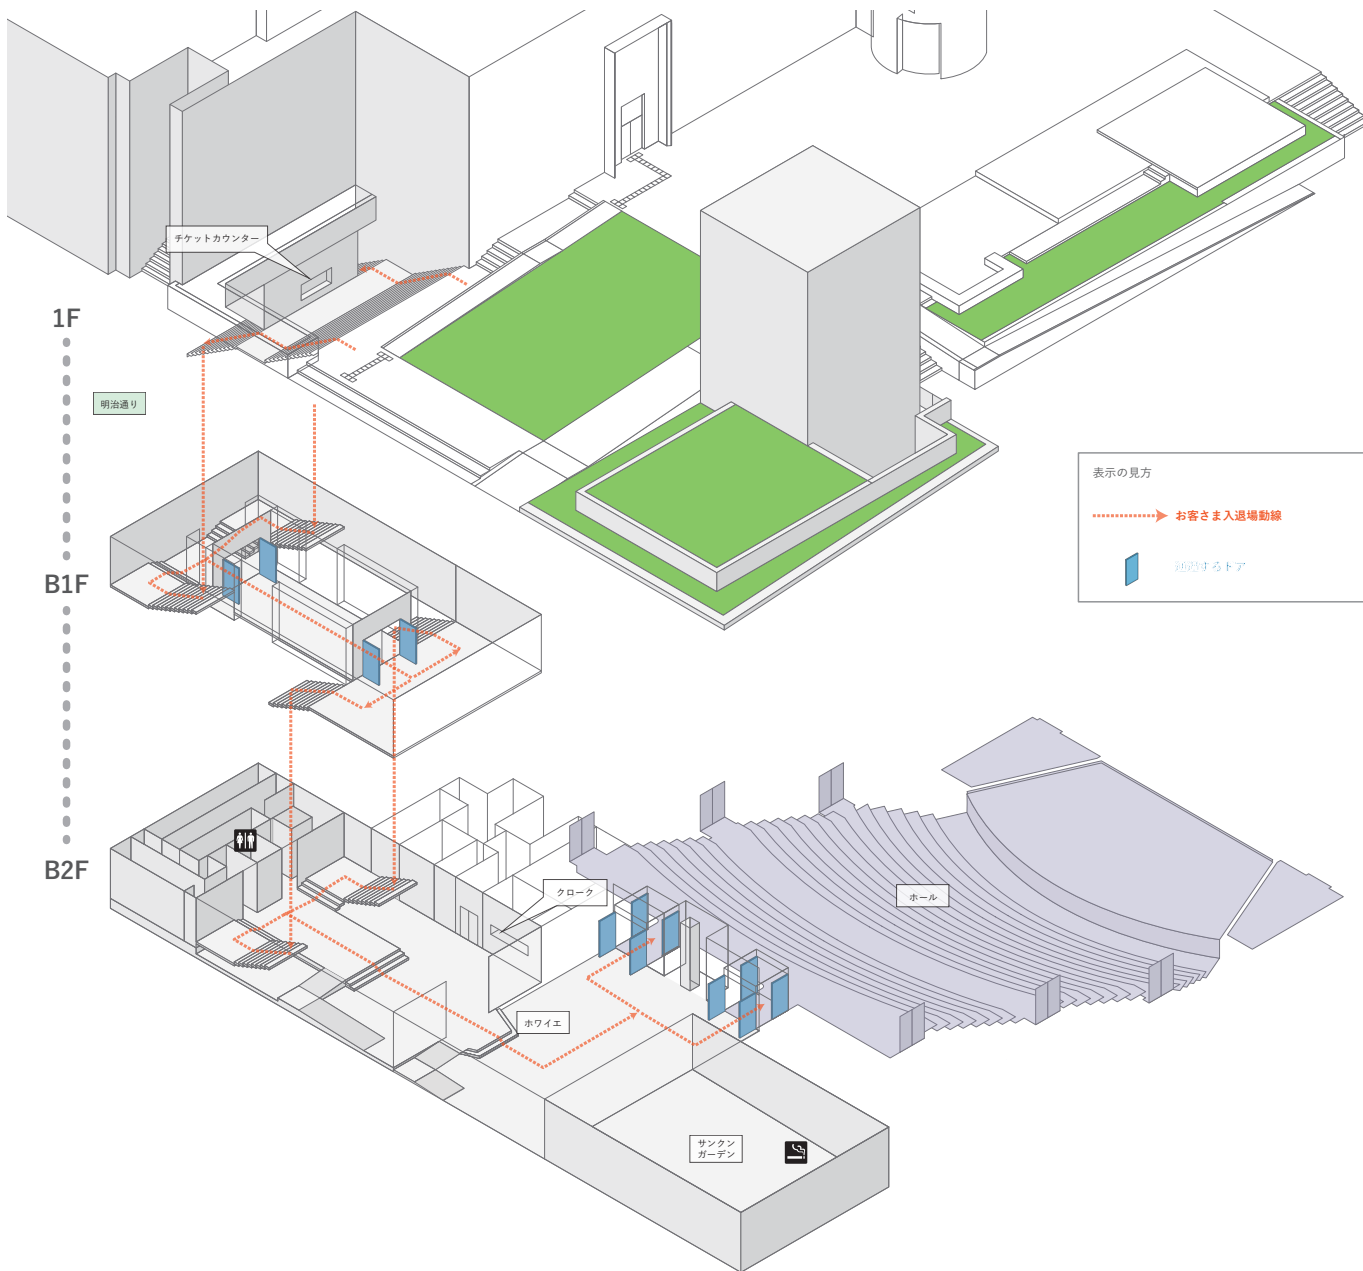 チケットカウンター
1F
明治通り
表示の見方
お客さま入退場動線
B1F
B2F
クローク
ホール
ホワイエ
サンクン
ガーデン